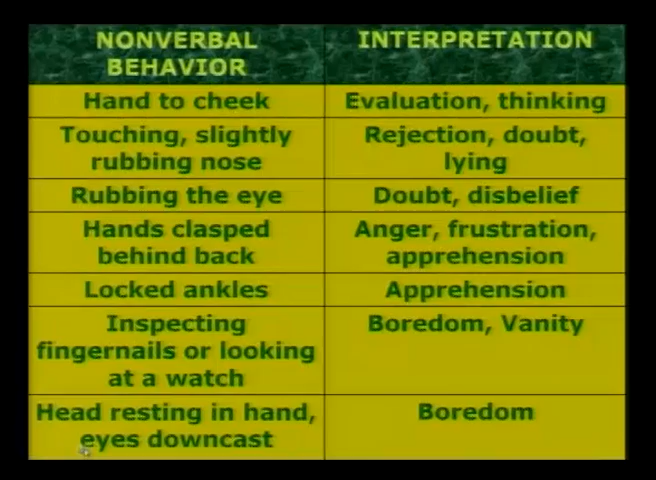 NONVERBAL INTERPRETATION
BEHAVIOR
Hand to cheek Evaluation, thinking
Touching, slightly Rejection, doubt,
rubbing nose lying
Rubbing the eye Doubt, disbelief
Hands clasped Anger, frustration,
behind back apprehension
Locked ankles Apprehension
Inspecting Boredom, Vanity
fingernails or looking
at a watch
Head resting in hand, Boredom
eyes downcast